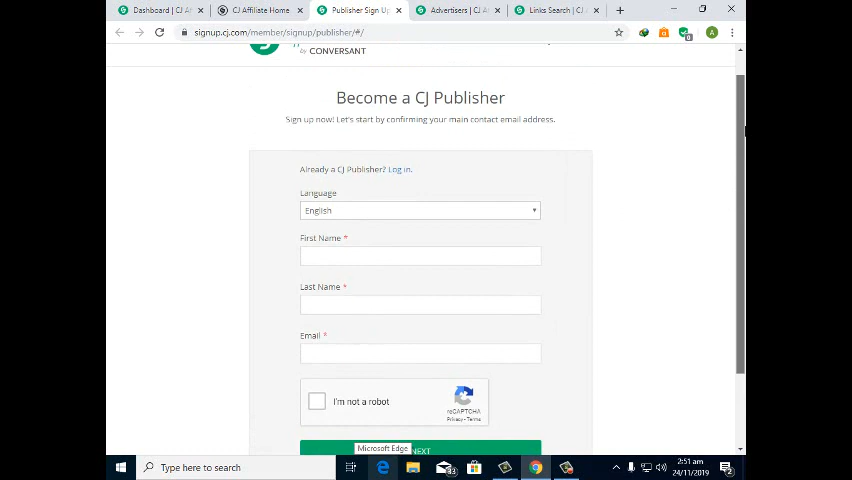 Dashboard | CJ Af
CJ Affiliate Home
Publisher Sign Up
Advertisers | CJ Af
Links Search | CJ A
signup.cj.com/member/signup/publisher/#/
A
by CONVERSANT
Become a CJ Publisher
Sign up now! Let's start by confirming your main contact email address.
Already a CJ Publisher? Log in.
Language
English
First Name *
Last Name *
Email *
I'm not a robot
reCAPTCHA
Privacy - Terms
NEXT
Microsoft Edge
Type here to search
33
2:51 am
24/11/2019
2